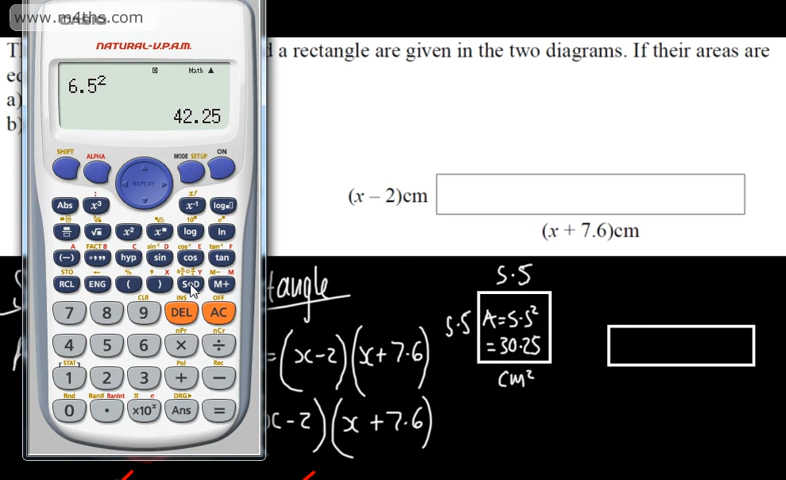 www.m4ths.com
CASIO
NATURAL-V.P.A.M.
d a rectangle are given in the two diagrams. If their areas are
a)
b)
Math ▲
6.5²
42.25
SHIFT ALPHA MODE SETUP ON
REPLAY
Abs x³ x⁻¹ log
x² log ln
(−) hyp sin cos tan
RCL ENG ( ) S⇔D M+
7 8 9 DEL AC
4 5 6 × ÷
1 2 3 + −
0 . ×10ˣ Ans =
(x – 2)cm
(x + 7.6)cm
tangle
=(x-2)(x+7.6)
x-2)(x+7.6)
5.5
5.5
A=5.5²
=30.25
cm²